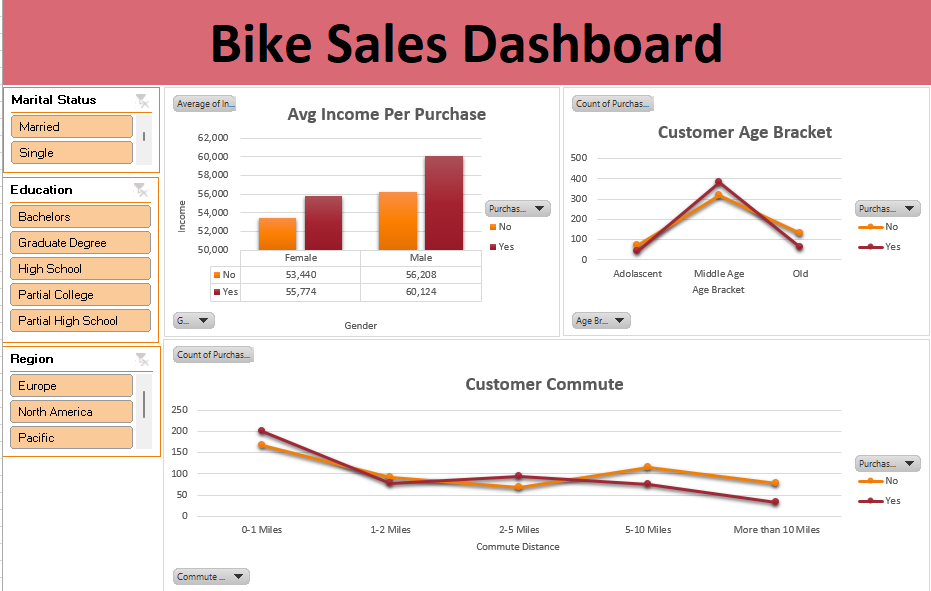 Bike Sales Dashboard
Marital Status
Married
Single
Education
Bachelors
Graduate Degree
High School
Partial College
Partial High School
Region
Europe
North America
Pacific
Average of In...
Avg Income Per Purchase
62,000
60,000
58,000
56,000
54,000
52,000
50,000
Income
Female Male
No 53,440 56,208
Yes 55,774 60,124
Gender
G...
Purchas...
No
Yes
Count of Purchas...
Customer Age Bracket
500
400
300
200
100
0
Adolascent Middle Age Old
Age Bracket
Age Br...
Purchas...
No
Yes
Count of Purchas...
Customer Commute
250
200
150
100
50
0
0-1 Miles 1-2 Miles 2-5 Miles 5-10 Miles More than 10 Miles
Commute Distance
Commute ...
Purchas...
No
Yes